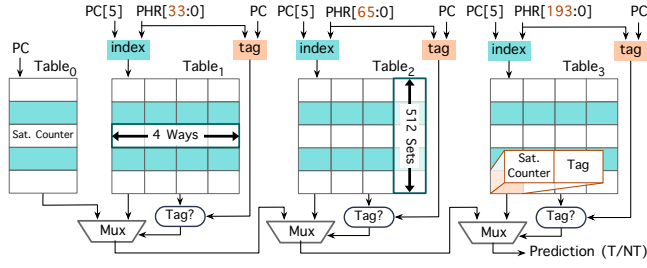 PC[5] PHR[33:0] PC
PC[5] PHR[65:0] PC
PC[5] PHR[193:0] PC
PC
index tag
index tag
index tag
Table0
Table1
Table2
Table3
Sat. Counter
4 Ways
512 Sets
Sat. Counter
Tag
Tag?
Tag?
Tag?
Mux
Mux
Mux
Prediction (T/NT)